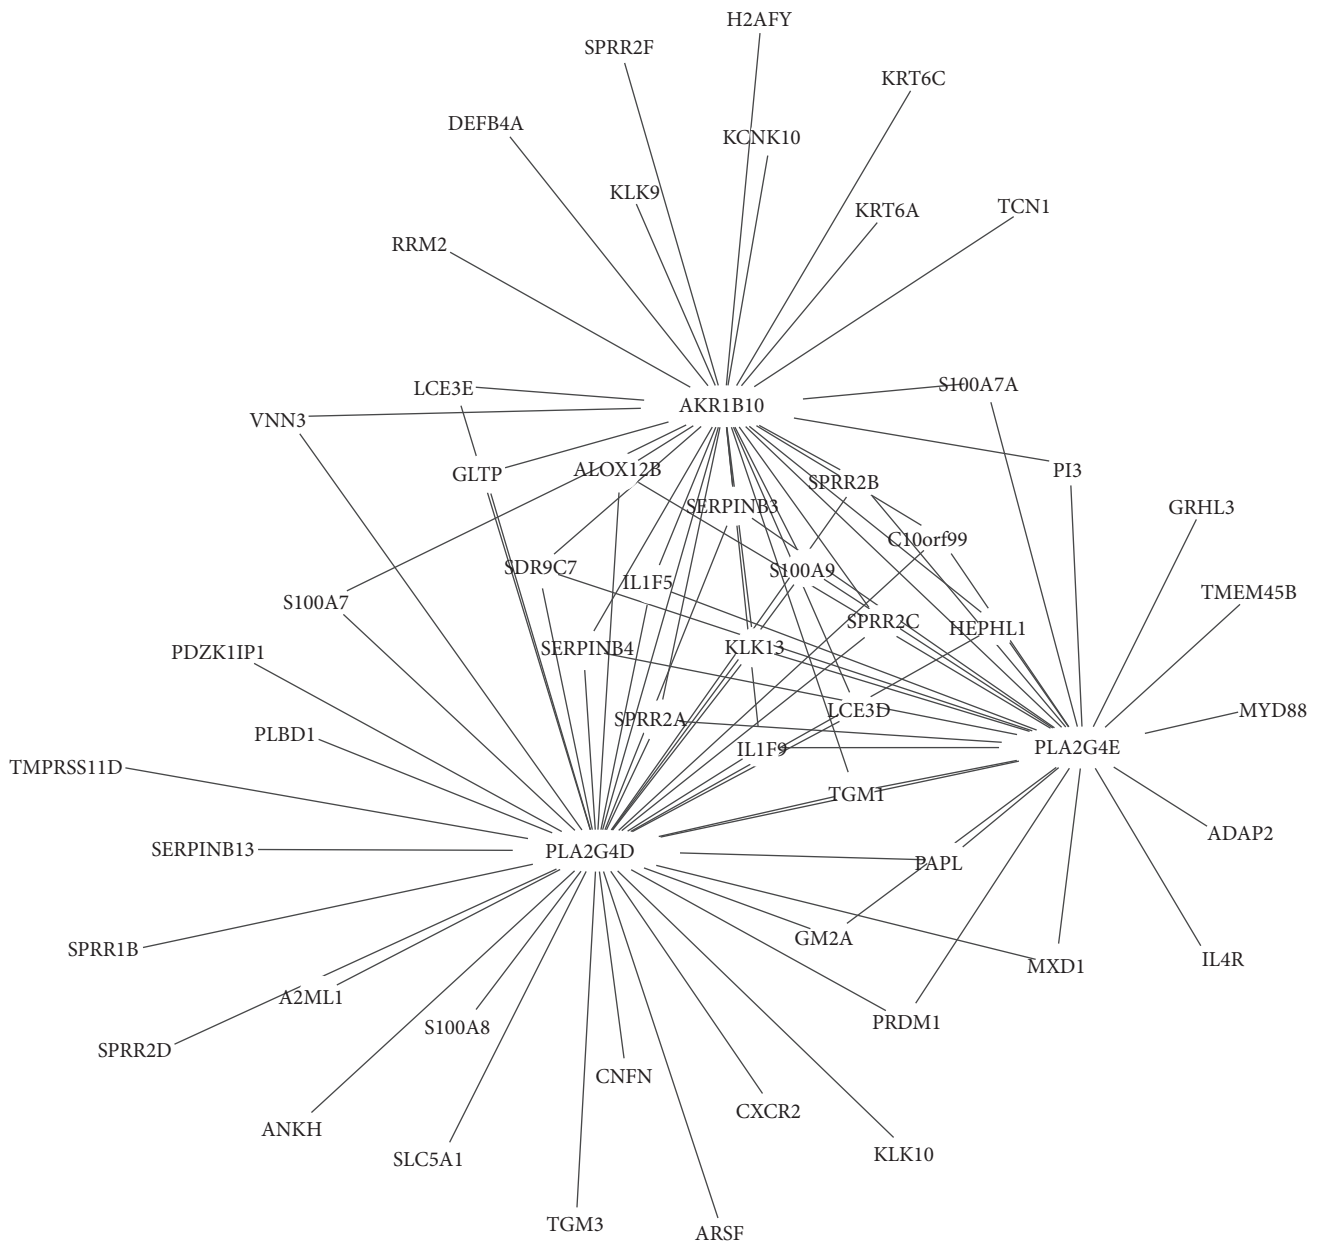 H2AFY
SPRR2F
KRT6C
DEFB4A
KCNK10
KLK9
KRT6A
TCN1
RRM2
LCE3E
S100A7A
AKR1B10
VNN3
GLTP
ALOX12B
PI3
SPRR2B
SERPINB3
GRHL3
C10orf99
SDR9C7
S100A9
IL1F5
TMEM45B
S100A7
SPRR2C
HEPHL1
PDZK1IP1
SERPINB4
KLK13
LCE3D
MYD88
SPRR2A
PLBD1
IL1F9
PLA2G4E
TMPRSS11D
TGM1
ADAP2
SERPINB13
PLA2G4D
PAPL
GM2A
SPRR1B
IL4R
MXD1
A2ML1
PRDM1
S100A8
SPRR2D
CNFN
CXCR2
ANKH
KLK10
SLC5A1
TGM3
ARSF